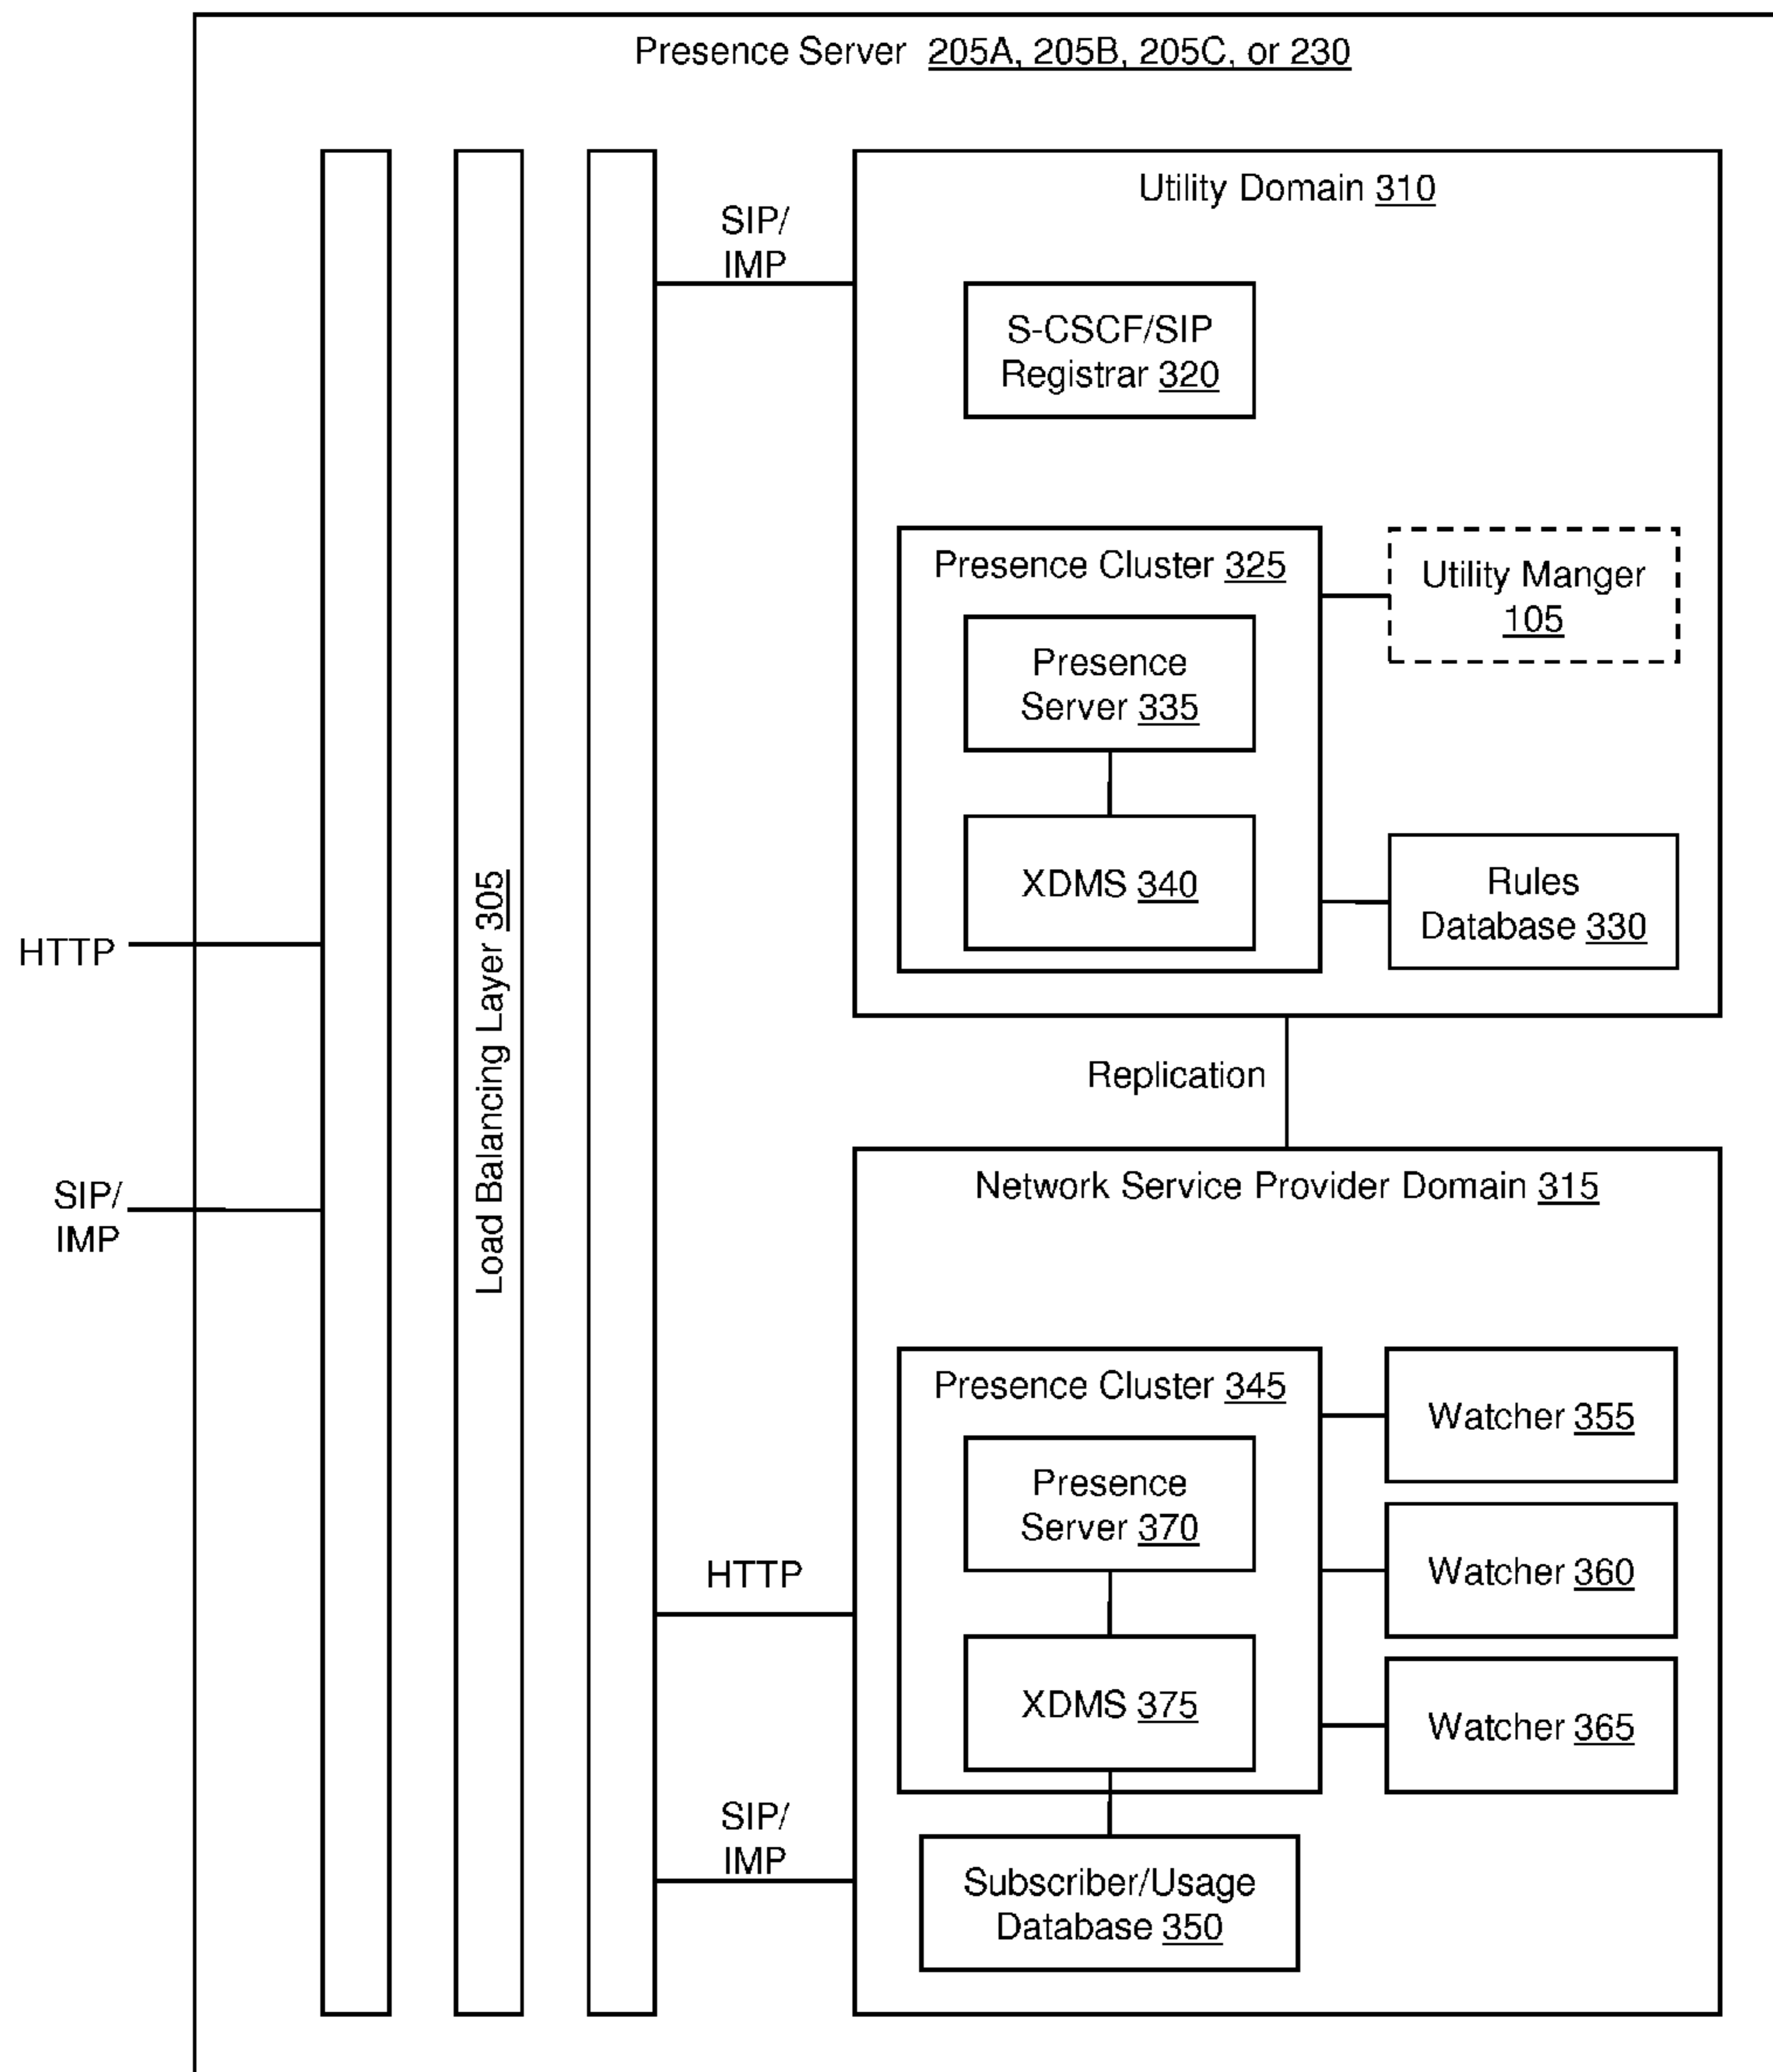 Presence Server 205A, 205B, 205C, or 230
HTTP
SIP/
IMP
Load Balancing Layer 305
SIP/
IMP
Utility Domain 310
S-CSCF/SIP
Registrar 320
Presence Cluster 325
Presence
Server 335
XDMS 340
Utility Manger
105
Rules
Database 330
Replication
HTTP
SIP/
IMP
Network Service Provider Domain 315
Presence Cluster 345
Presence
Server 370
XDMS 375
Watcher 355
Watcher 360
Watcher 365
Subscriber/Usage
Database 350